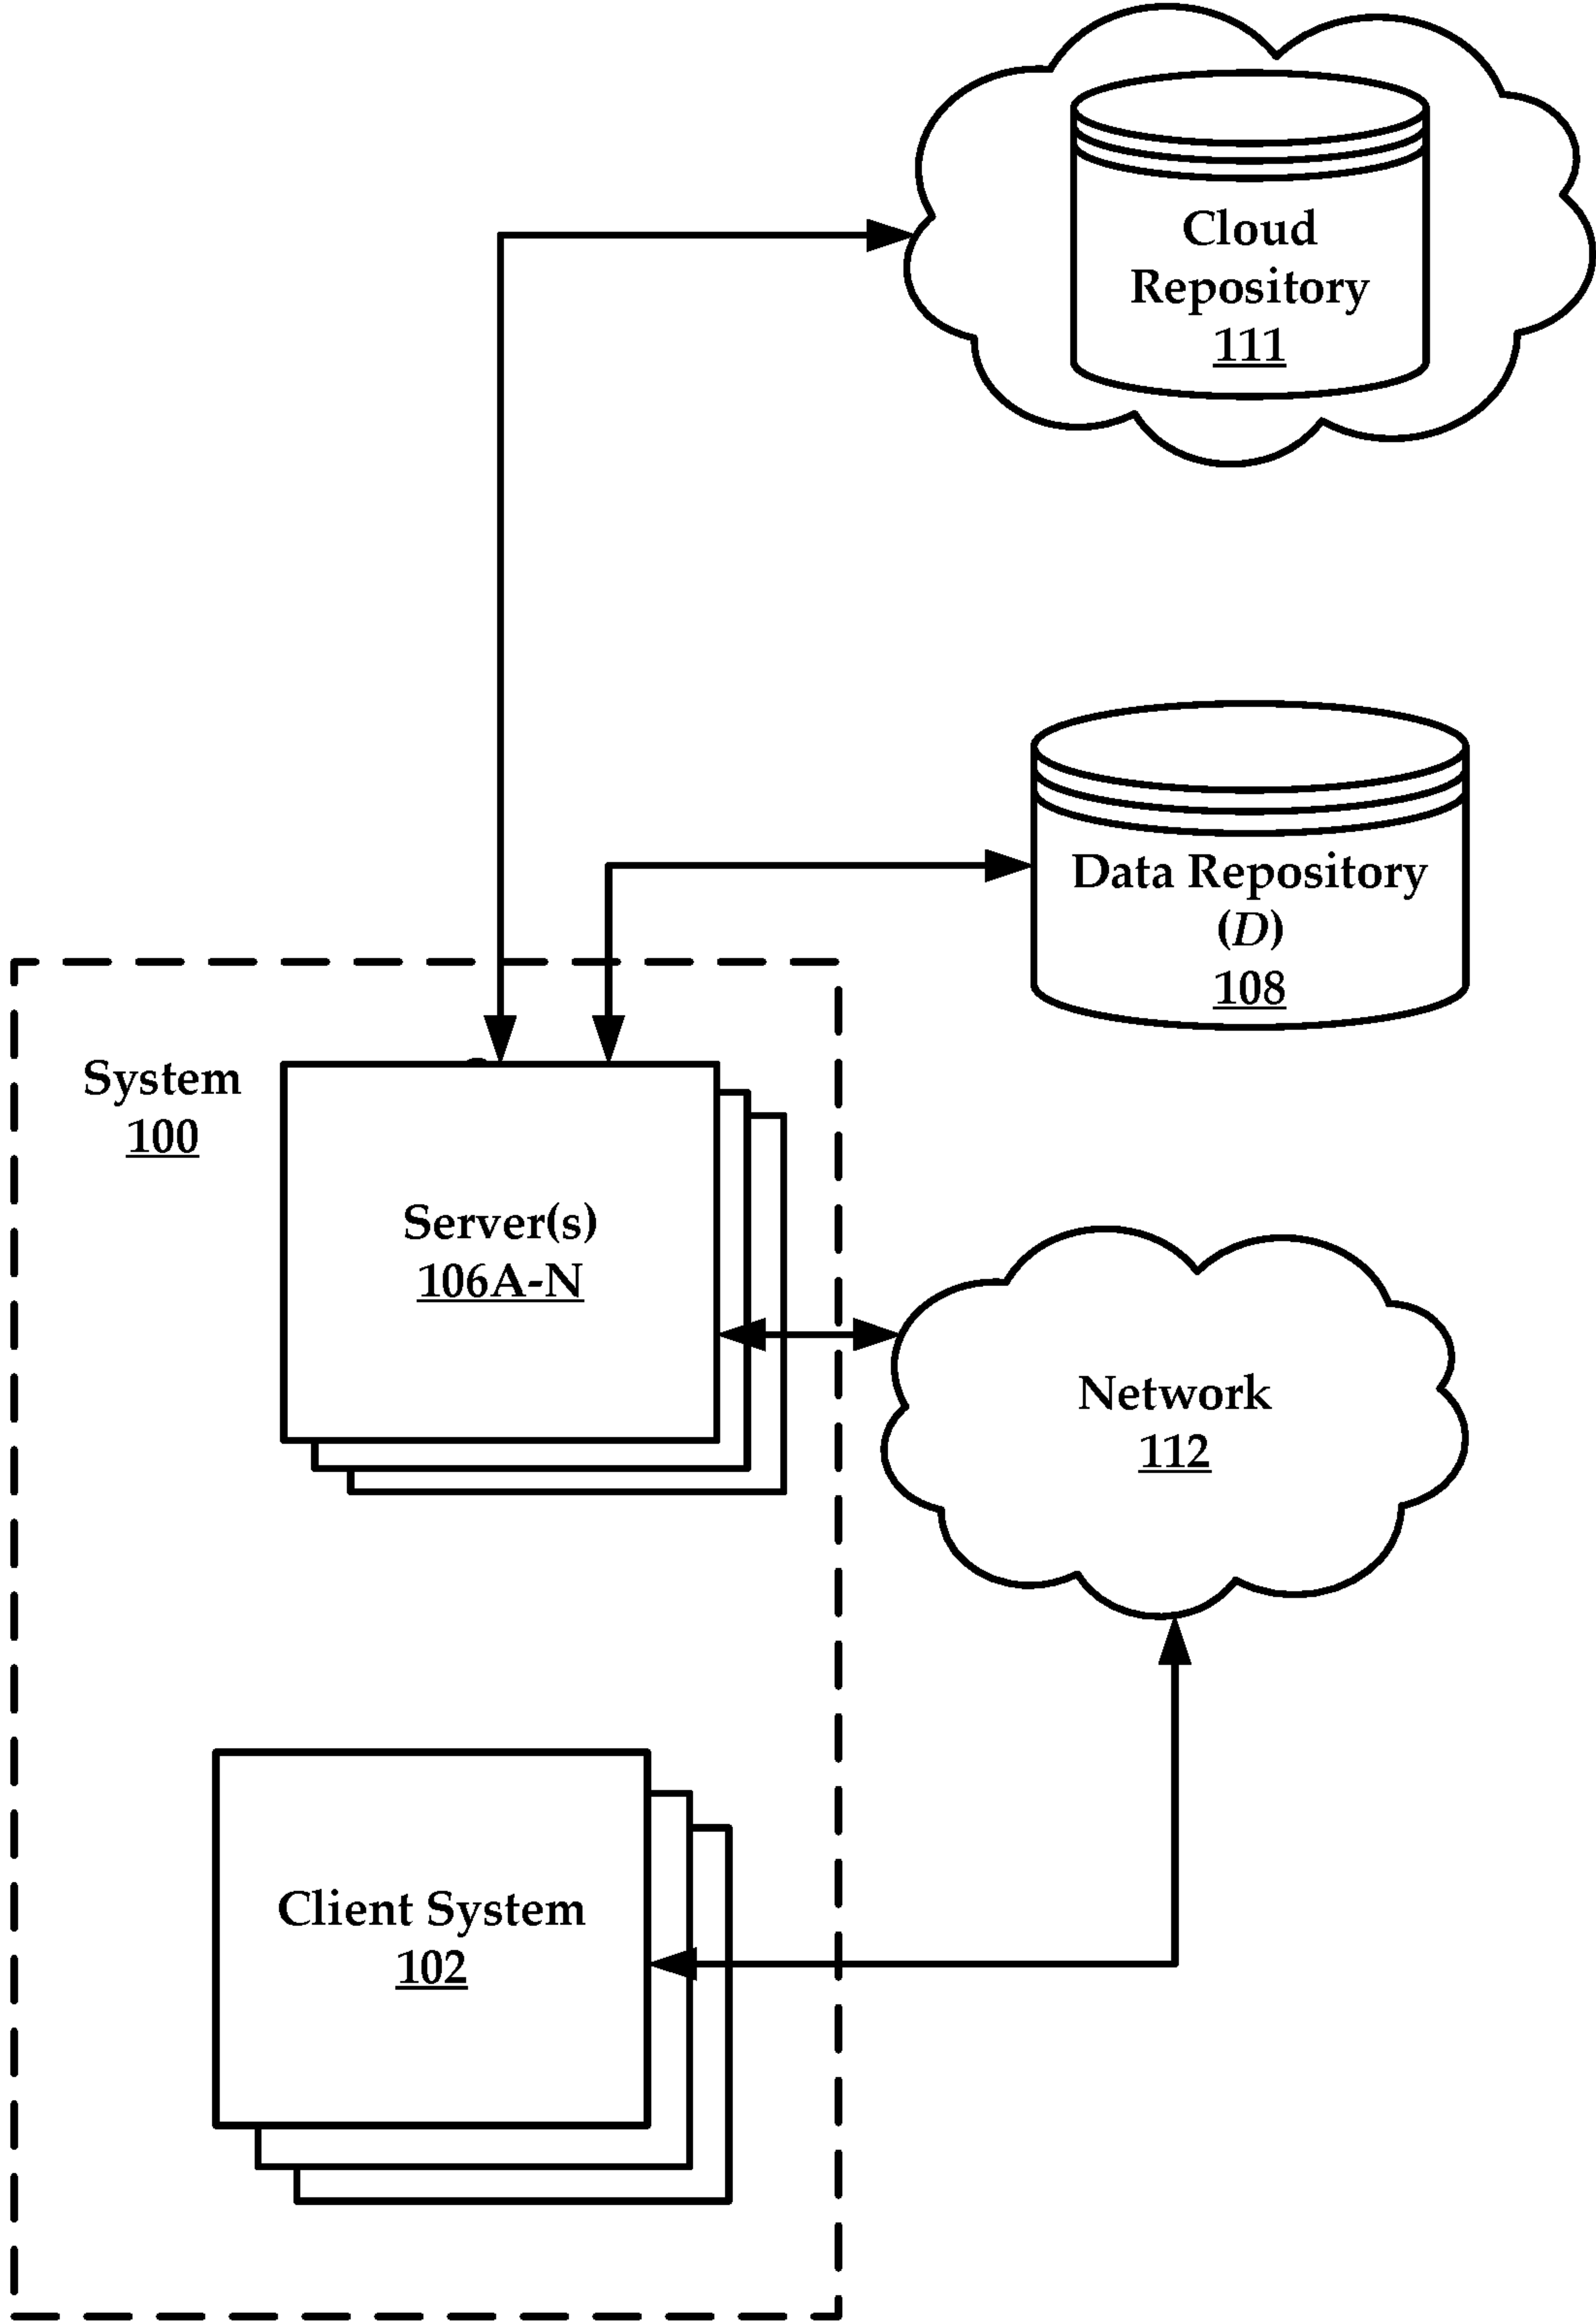 Cloud
Repository
111
Data Repository
(D)
108
System
100
Server(s)
106A-N
Network
112
Client System
102